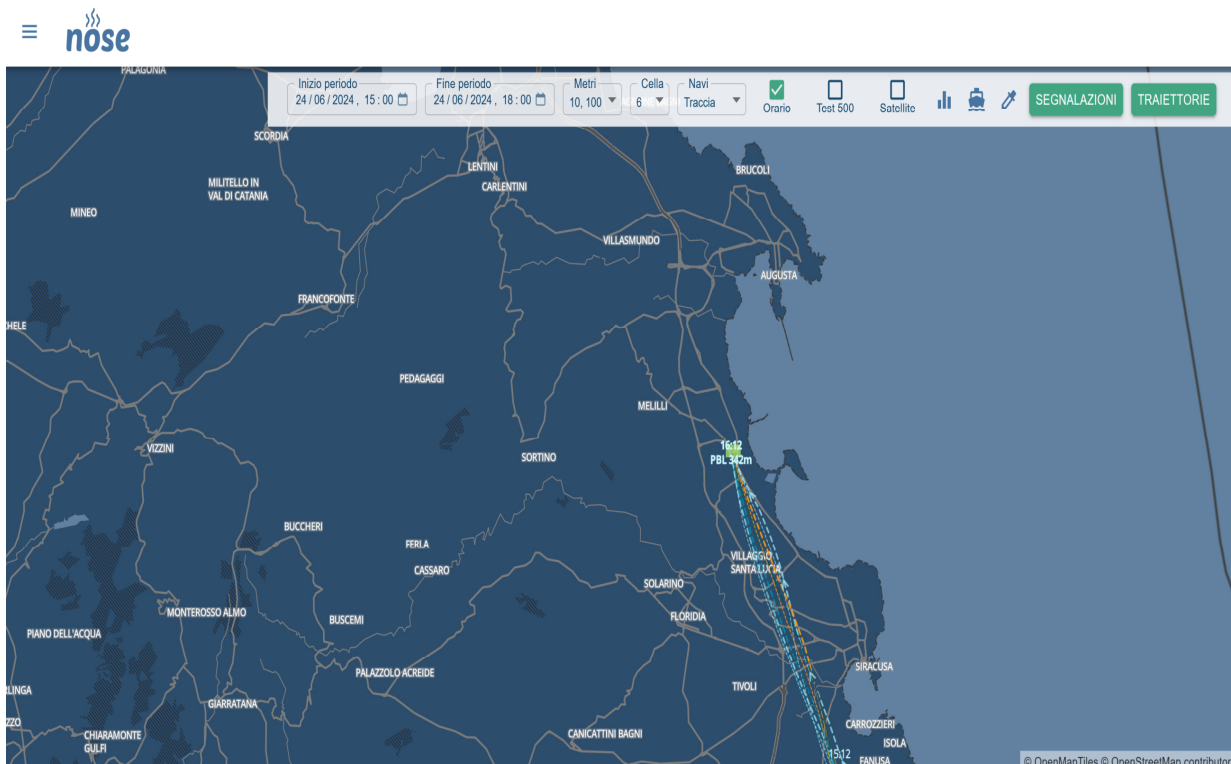 nose
Inizio periodo
24 / 06 / 2024 , 15 : 00
Fine periodo
24 / 06 / 2024 , 18 : 00
Metri
10, 100
Cella
6
Navi
Traccia
Orario
Test 500
Satellite
SEGNALAZIONI
TRAIETTORIE
PALAGONIA
SCORDIA
LENTINI
CARLENTINI
BRUCOLI
MILITELLO IN
VAL DI CATANIA
MINEO
VILLASMUNDO
AUGUSTA
FRANCOFONTE
CHELE
PEDAGAGGI
MELILLI
VIZZINI
SORTINO
16:12
PBL 342m
BUCCHERI
FERLA
CASSARO
VILLAGGIO
SANTA LUCIA
SOLARINO
MONTEROSSO ALMO
BUSCEMI
FLORIDIA
PIANO DELL'ACQUA
PALAZZOLO ACREIDE
SIRACUSA
RLINGA
TIVOLI
GIARRATANA
ZZO
CHIARAMONTE
GULFI
CANICATTINI BAGNI
CARROZZIERI
ISOLA
15:12
FANUSA
© OpenMapTiles © OpenStreetMap contributor